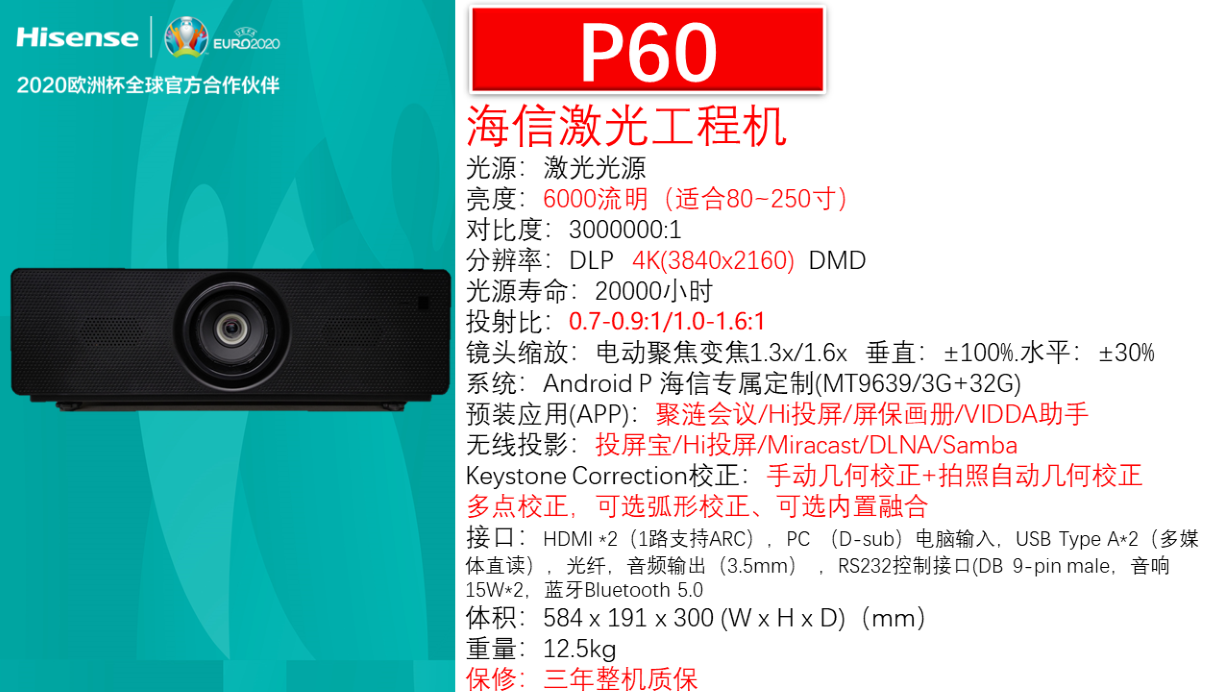 Hisense
UEFA
EURO2020
2020欧洲杯全球官方合作伙伴
P60
海信激光工程机
光源：激光光源
亮度：6000流明（适合80~250寸）
对比度：3000000:1
分辨率：DLP 4K(3840x2160) DMD
光源寿命：20000小时
投射比：0.7-0.9:1/1.0-1.6:1
镜头缩放：电动聚焦变焦1.3x/1.6x 垂直：±100%.水平：±30%
系统：Android P 海信专属定制(MT9639/3G+32G)
预装应用(APP)：聚涟会议/Hi投屏/屏保画册/VIDDA助手
无线投影：投屏宝/Hi投屏/Miracast/DLNA/Samba
Keystone Correction校正：手动几何校正+拍照自动几何校正
多点校正，可选弧形校正、可选内置融合
接口：HDMI *2（1路支持ARC）, PC （D-sub）电脑输入，USB Type A*2（多媒
体直读）, 光纤，音频输出（3.5mm） , RS232控制接口(DB 9-pin male，音响
15W*2，蓝牙Bluetooth 5.0
体积：584 x 191 x 300 (W x H x D)（mm）
重量：12.5kg
保修：三年整机质保